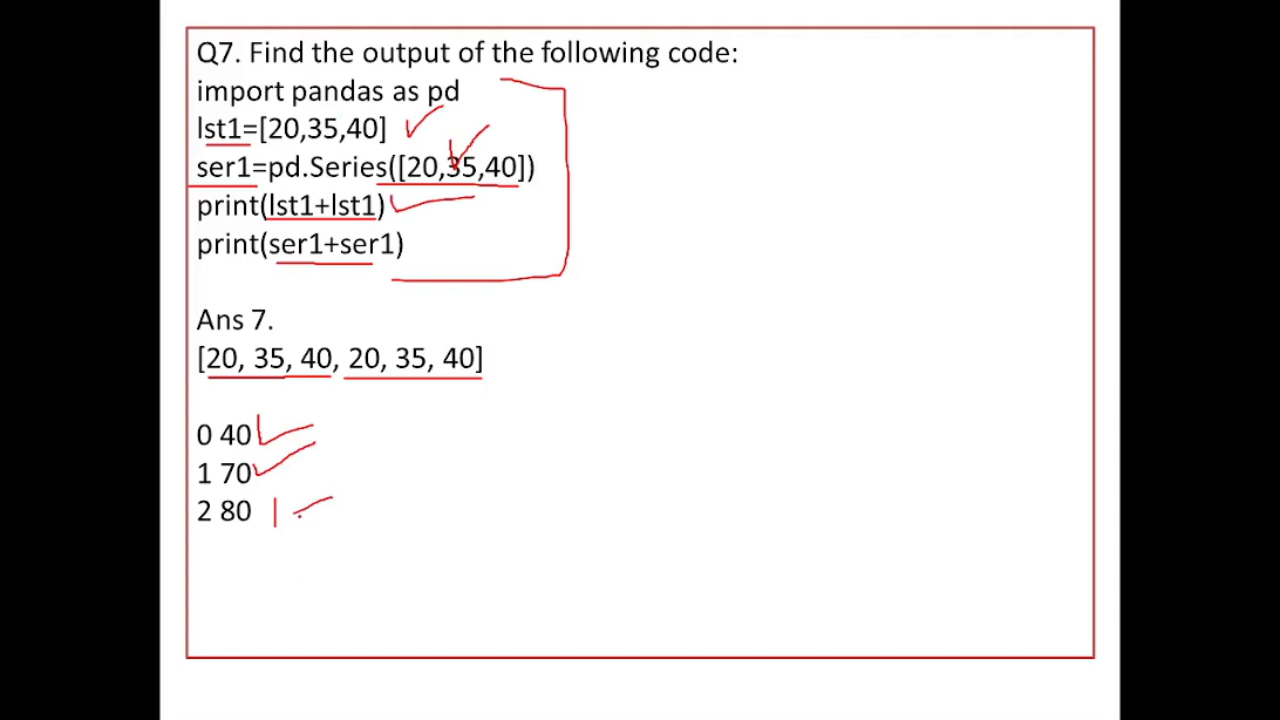 Q7. Find the output of the following code:
import pandas as pd
lst1=[20,35,40]
ser1=pd.Series([20,35,40])
print(lst1+lst1)
print(ser1+ser1)
Ans 7.
[20, 35, 40, 20, 35, 40]
0 40
1 70
2 80